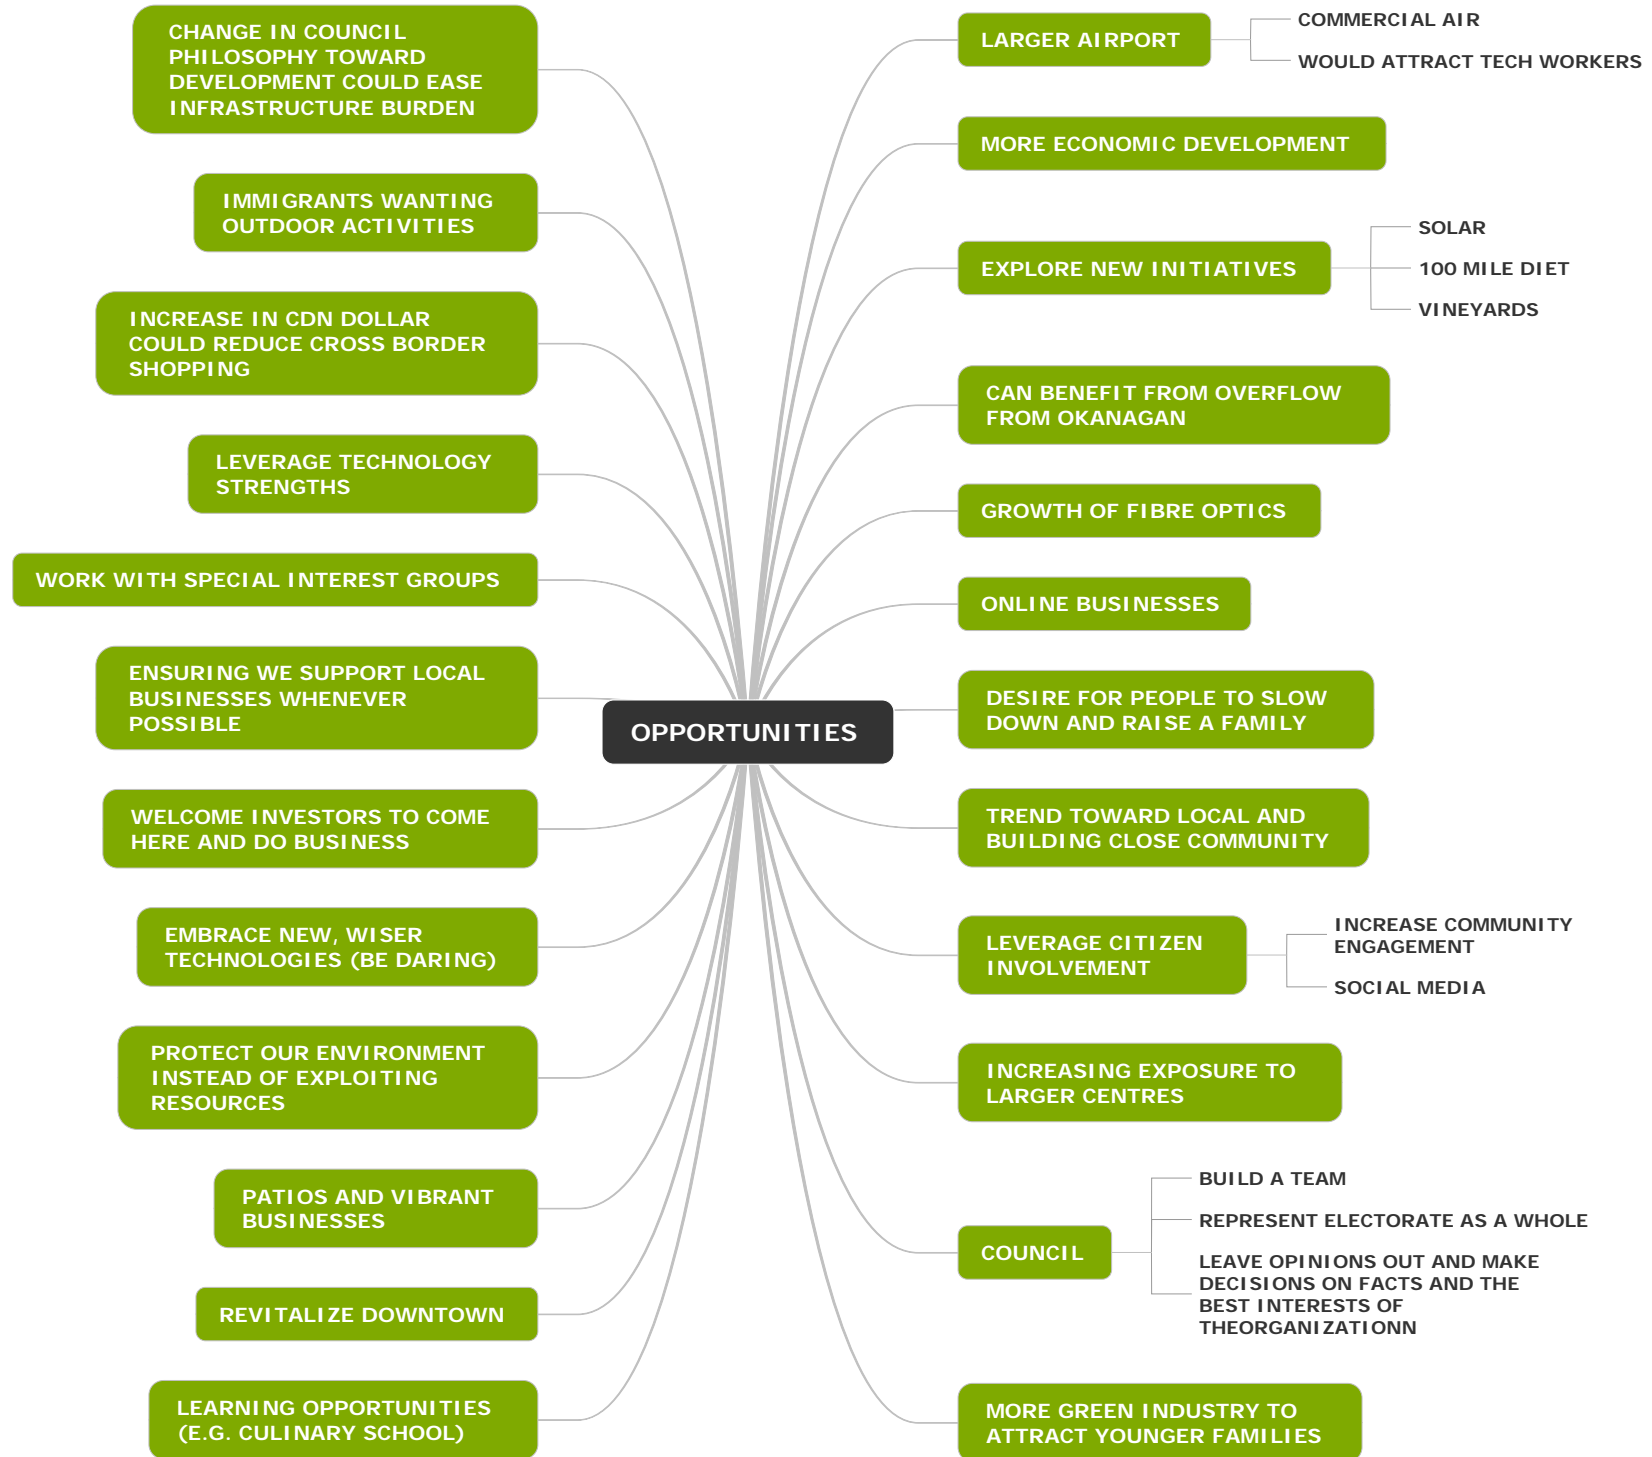 CHANGE IN COUNCIL
PHILOSOPHY TOWARD
DEVELOPMENT COULD EASE
INFRASTRUCTURE BURDEN
IMMIGRANTS WANTING
OUTDOOR ACTIVITIES
INCREASE IN CDN DOLLAR
COULD REDUCE CROSS BORDER
SHOPPING
LEVERAGE TECHNOLOGY
STRENGTHS
WORK WITH SPECIAL INTEREST GROUPS
ENSURING WE SUPPORT LOCAL
BUSINESSES WHENEVER
POSSIBLE
WELCOME INVESTORS TO COME
HERE AND DO BUSINESS
EMBRACE NEW, WISER
TECHNOLOGIES (BE DARING)
PROTECT OUR ENVIRONMENT
INSTEAD OF EXPLOITING
RESOURCES
PATIOS AND VIBRANT
BUSINESSES
REVITALIZE DOWNTOWN
LEARNING OPPORTUNITIES
(E.G. CULINARY SCHOOL)
OPPORTUNITIES
LARGER AIRPORT
COMMERCIAL AIR
WOULD ATTRACT TECH WORKERS
MORE ECONOMIC DEVELOPMENT
EXPLORE NEW INITIATIVES
SOLAR
100 MILE DIET
VINEYARDS
CAN BENEFIT FROM OVERFLOW
FROM OKANAGAN
GROWTH OF FIBRE OPTICS
ONLINE BUSINESSES
DESIRE FOR PEOPLE TO SLOW
DOWN AND RAISE A FAMILY
TREND TOWARD LOCAL AND
BUILDING CLOSE COMMUNITY
LEVERAGE CITIZEN
INVOLVEMENT
INCREASE COMMUNITY
ENGAGEMENT
SOCIAL MEDIA
INCREASING EXPOSURE TO
LARGER CENTRES
COUNCIL
BUILD A TEAM
REPRESENT ELECTORATE AS A WHOLE
LEAVE OPINIONS OUT AND MAKE
DECISIONS ON FACTS AND THE
BEST INTERESTS OF
THEORGANIZATIONN
MORE GREEN INDUSTRY TO
ATTRACT YOUNGER FAMILIES